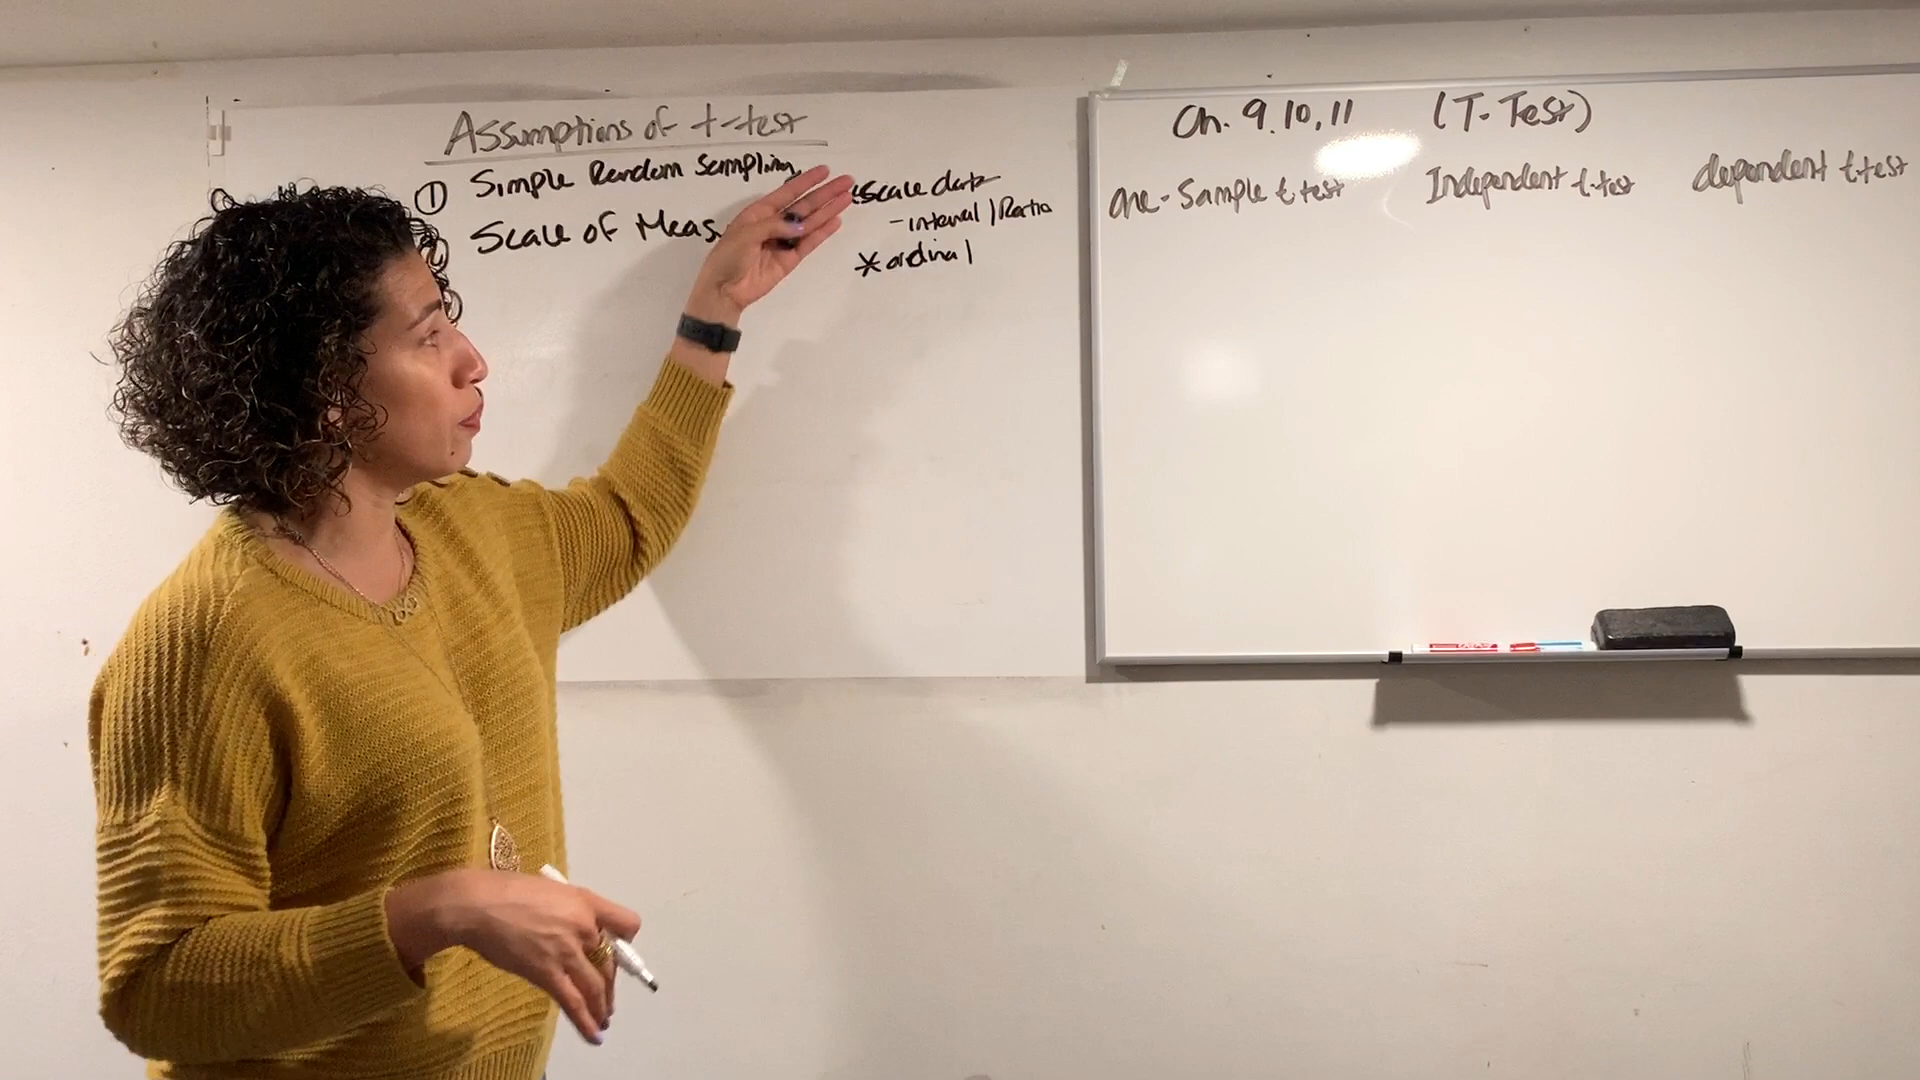 Assumptions of t-test
① Simple Random Sampling
Scale of Meas
Scale data
- interval / Ratio
* ordinal
Ch. 9.10,11 (T-Test)
one-Sample t.test Independent t-test dependent t.test